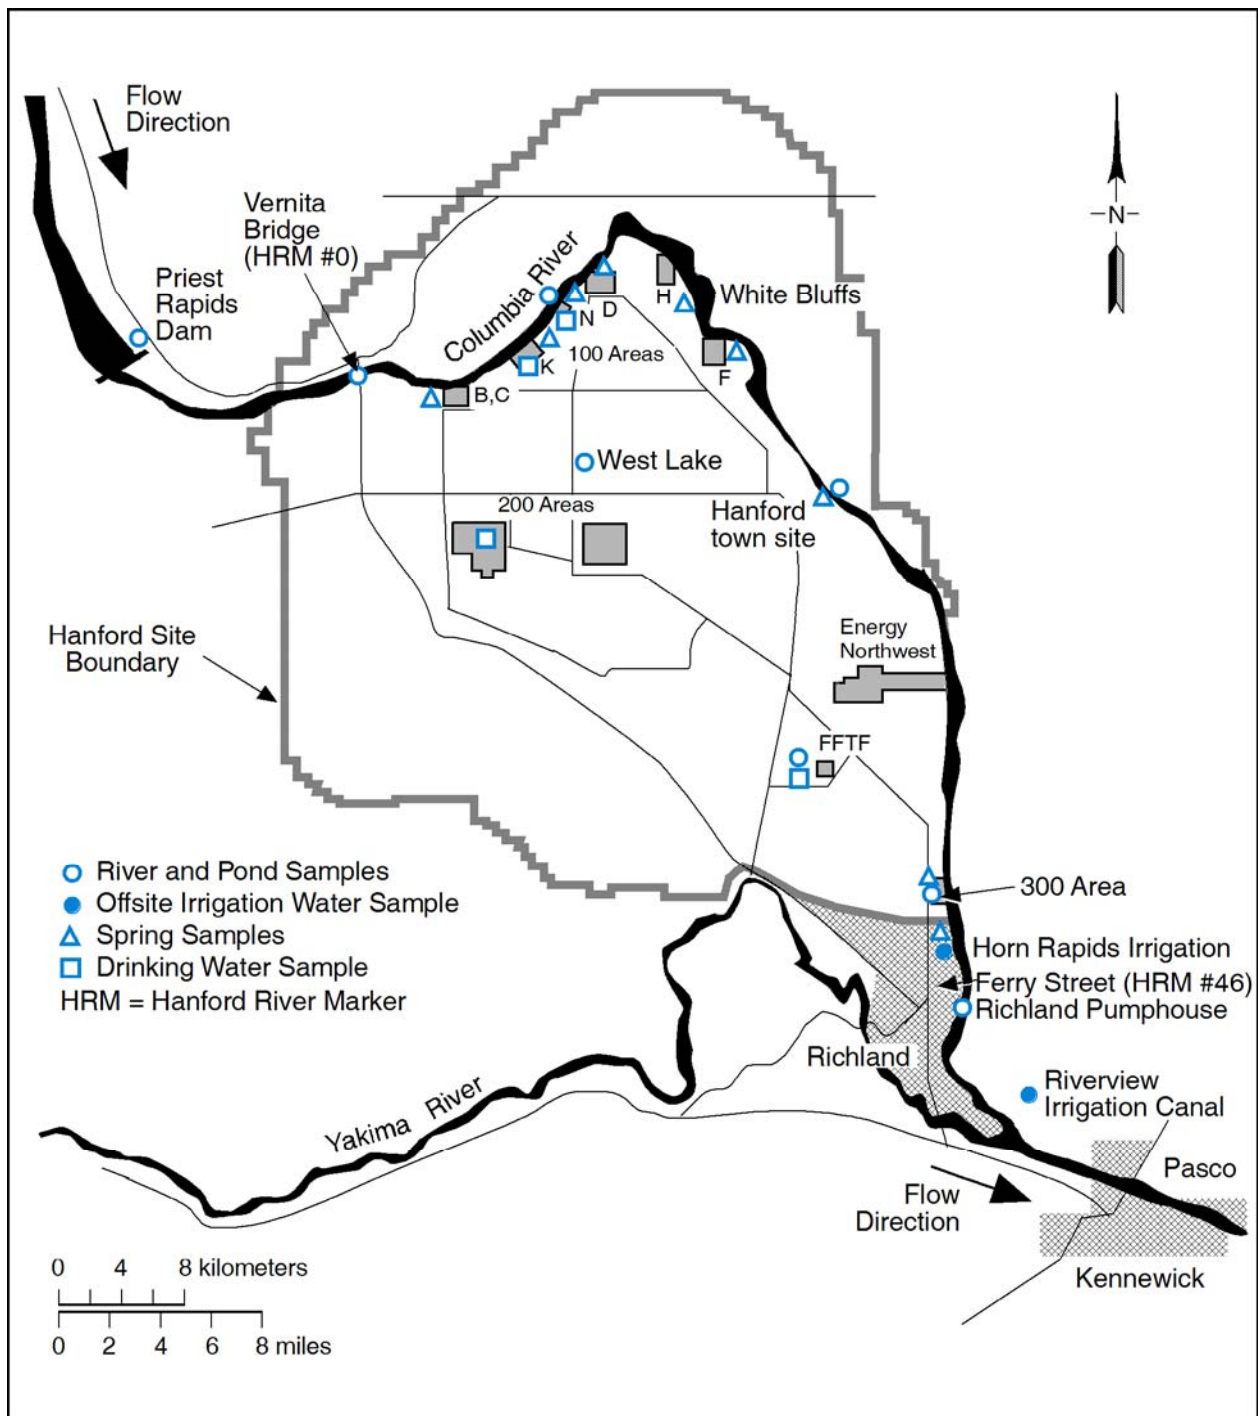 Flow
Direction
Vernita
Bridge
(HRM #0)
Priest
Rapids
Dam
Columbia River
N
D
H
White Bluffs
N
K
100 Areas
F
B,C
West Lake
200 Areas
Hanford
town site
Hanford Site
Boundary
Energy
Northwest
FFTF
River and Pond Samples
Offsite Irrigation Water Sample
Spring Samples
Drinking Water Sample
HRM = Hanford River Marker
300 Area
Horn Rapids Irrigation
Ferry Street (HRM #46)
Richland Pumphouse
Richland
Riverview
Irrigation Canal
Yakima River
Pasco
Flow
Direction
Kennewick
0 4 8 kilometers
0 2 4 6 8 miles